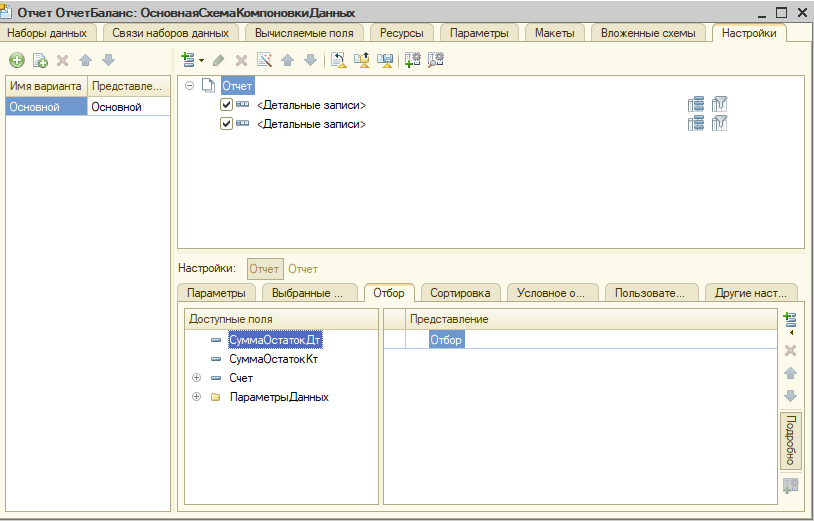 Отчет ОтчетБаланс: ОсновнаяСхемаКомпоновкиДанных
Наборы данных Связи наборов данных Вычисляемые поля Ресурсы Параметры Макеты Вложенные схемы Настройки
Имя варианта Представле...
Основной Основной
Отчет
<Детальные записи>
<Детальные записи>
Настройки: Отчет Отчет
Параметры Выбранные ... Отбор Сортировка Условное о... Пользовате... Другие наст...
Доступные поля
СуммаОстатокДт
СуммаОстатокКт
Счет
ПараметрыДанных
Представление
Отбор
Подробно